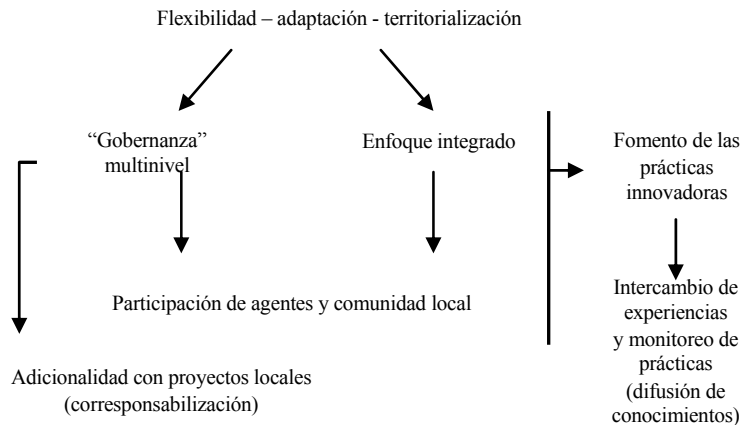 Flexibilidad – adaptación - territorialización
“Gobernanza”
multinivel
Enfoque integrado
Fomento de las
prácticas
innovadoras
Participación de agentes y comunidad local
Intercambio de
experiencias
y monitoreo de
prácticas
(difusión de
conocimientos)
Adicionalidad con proyectos locales
(corresponsabilización)